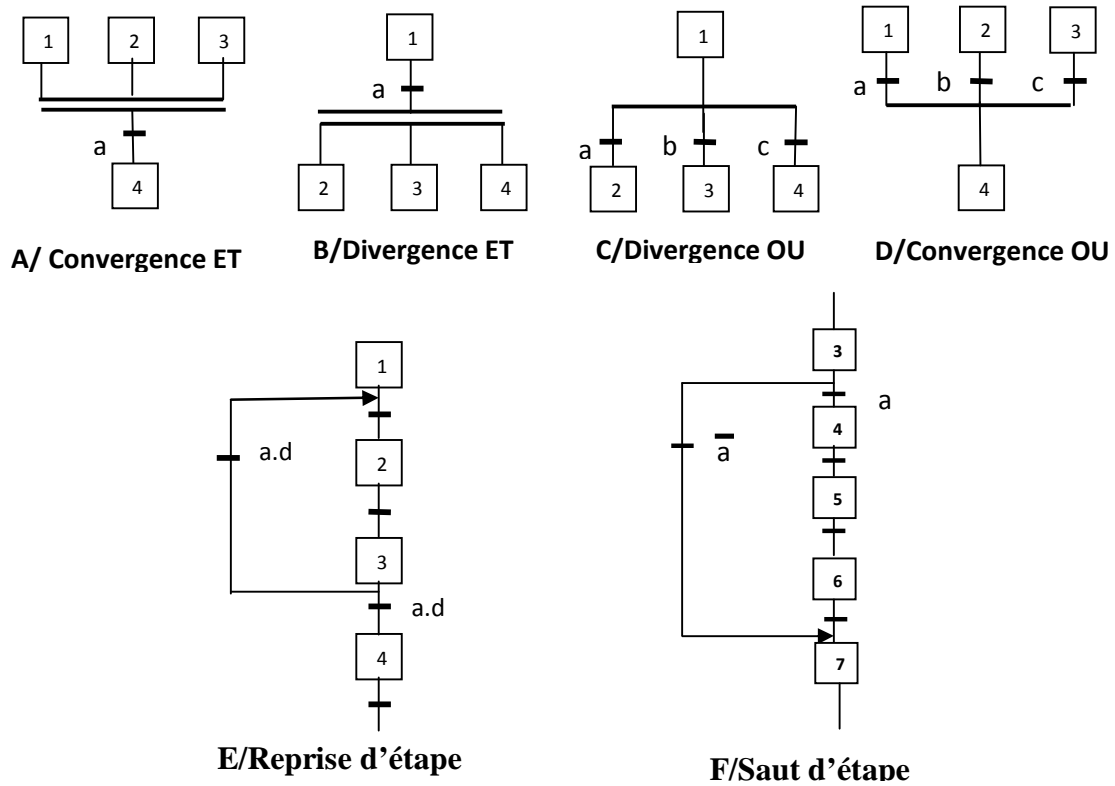 1 2 3
a
4
A/ Convergence ET
1
a
2 3 4
B/Divergence ET
1
a b c
2 3 4
C/Divergence OU
1 2 3
a b c
4
D/Convergence OU
1
a.d
2
3
a.d
4
E/Reprise d’étape
3
a
4
a̅
5
6
7
F/Saut d’étape